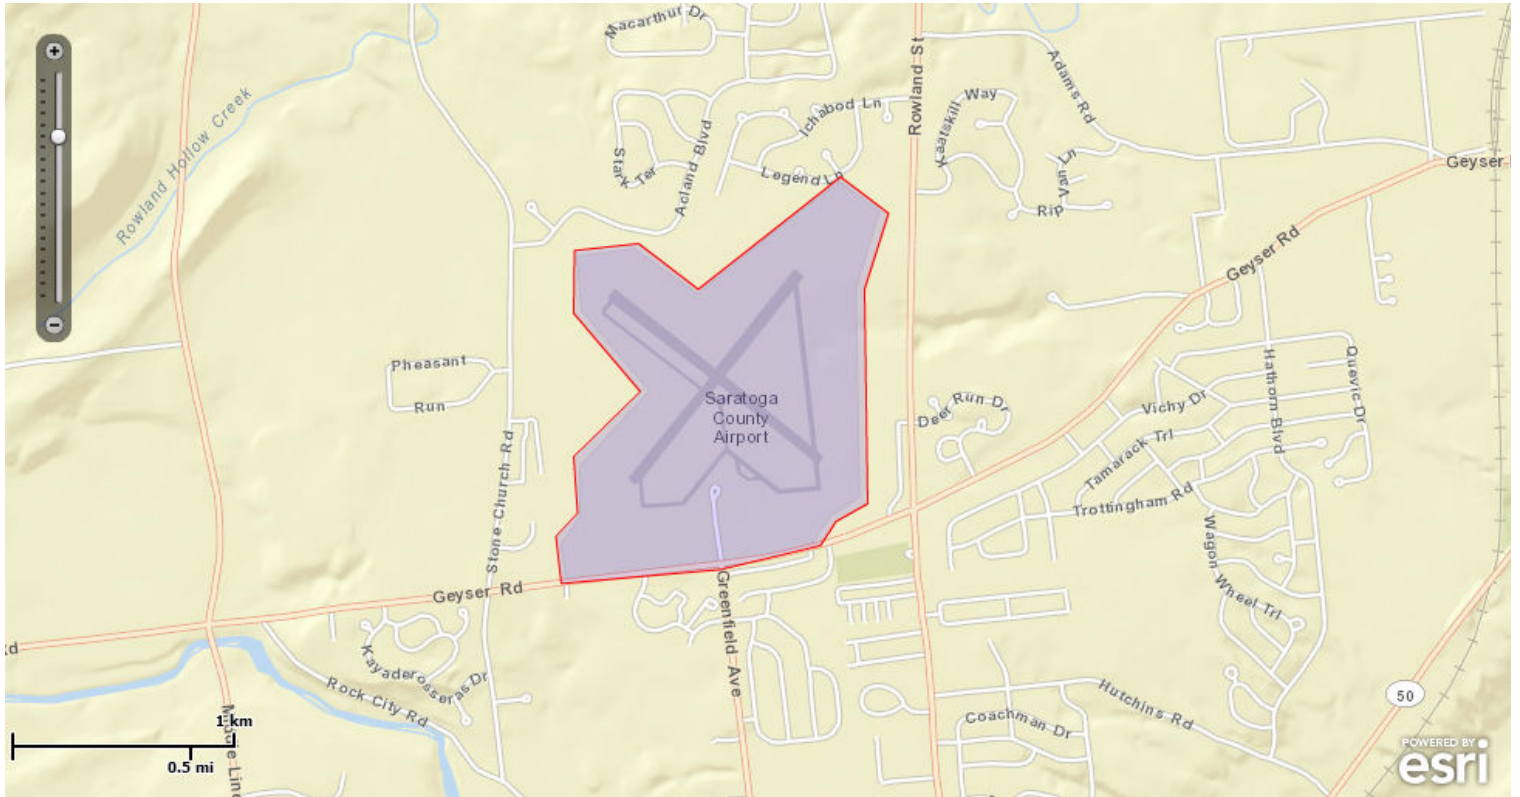 Macarthur Dr
Rowland St
Adams Rd
Rowland Hollow Creek
Ichabod Ln
Kaatskill Way
Stark Ter
Acland Blvd
Legend Ln
Rip Van Ln
Geyser
Geyser Rd
Pheasant
Run
Stone Church Rd
Saratoga
County
Airport
Deer Run Dr
Vichy Dr
Hathorn Blvd
Quevic Dr
Tamarack Trl
Trottingham Rd
Wagon Wheel Trl
Geyser Rd
Greenfield Ave
Rd
Kayaderosseras Dr
Rock City Rd
Middle Line
Hutchins Rd
Coachman Dr
50
1 km
0.5 mi
POWERED BY
esri